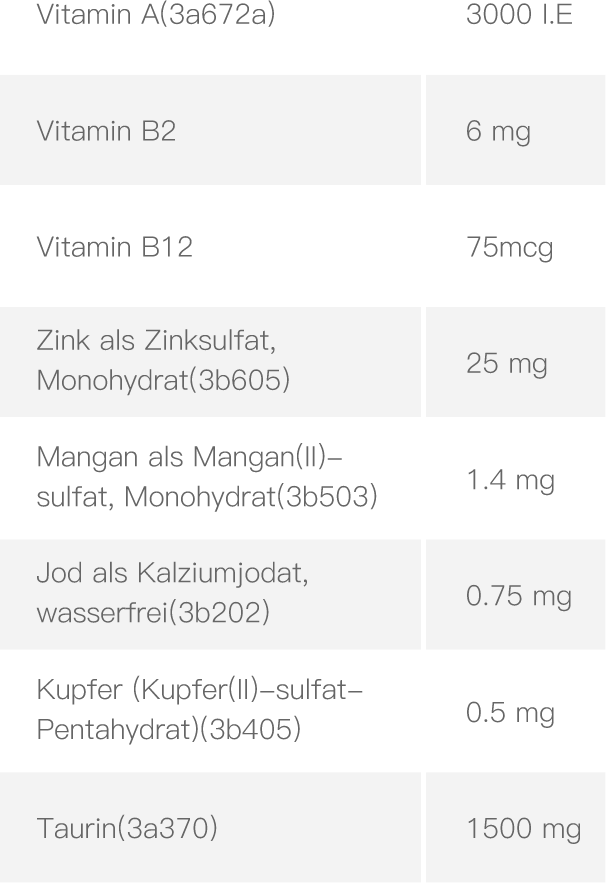 Vitamin A(3a672a) 3000 I.E
Vitamin B2 6 mg
Vitamin B12 75mcg
Zink als Zinksulfat,
Monohydrat(3b605) 25 mg
Mangan als Mangan(II)-
sulfat, Monohydrat(3b503) 1.4 mg
Jod als Kalziumjodat,
wasserfrei(3b202) 0.75 mg
Kupfer (Kupfer(II)-sulfat-
Pentahydrat)(3b405) 0.5 mg
Taurin(3a370) 1500 mg